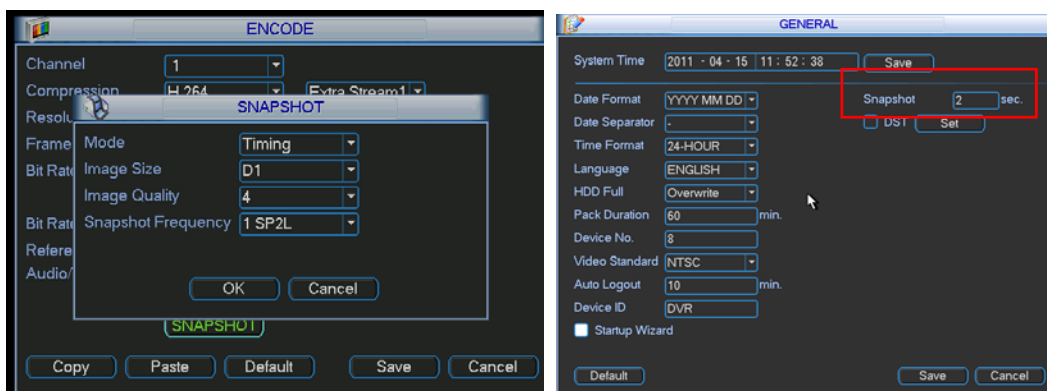 ENCODE
Channel 1
Compression H.264 Extra Stream1
SNAPSHOT
Resolu
Frame
Mode Timing
Bit Rate
Image Size D1
Image Quality 4
Bit Rate
Snapshot Frequency 1 SP2L
Refere
Audio/
OK Cancel
SNAPSHOT
Copy Paste Default Save Cancel
GENERAL
System Time 2011 - 04 - 15 11 : 52 : 38 Save
Date Format YYYY MM DD Snapshot 2 sec.
Date Separator - DST Set
Time Format 24-HOUR
Language ENGLISH
HDD Full Overwrite
Pack Duration 60 min.
Device No. 8
Video Standard NTSC
Auto Logout 10 min.
Device ID DVR
Startup Wizard
Default Save Cancel